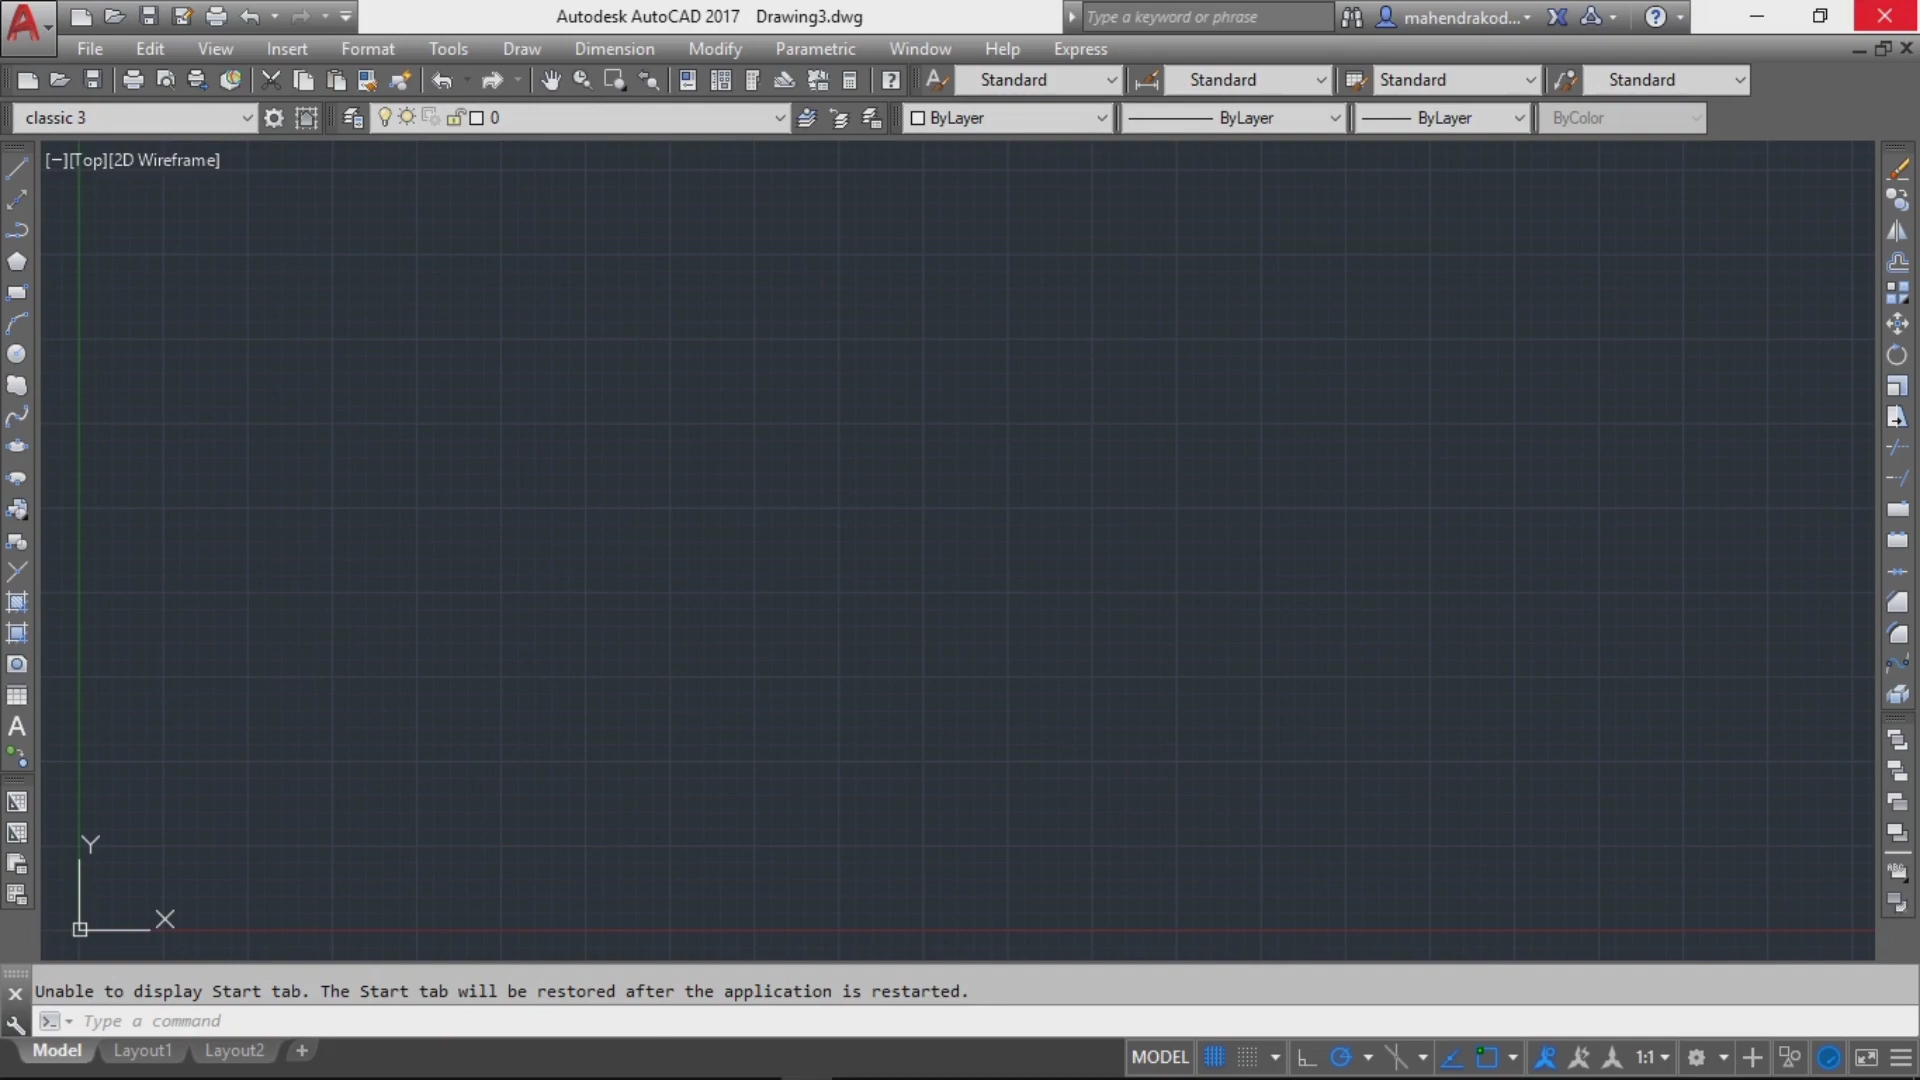 Autodesk AutoCAD 2017 Drawing3.dwg
Type a keyword or phrase
mahendrakod...
File Edit View Insert Format Tools Draw Dimension Modify Parametric Window Help Express
Standard Standard Standard Standard
classic 3 0 ByLayer ByLayer ByLayer ByColor
[−][Top][2D Wireframe]
A
ABC
Y
X
Unable to display Start tab. The Start tab will be restored after the application is restarted.
Type a command
Model Layout1 Layout2 +
MODEL 1:1